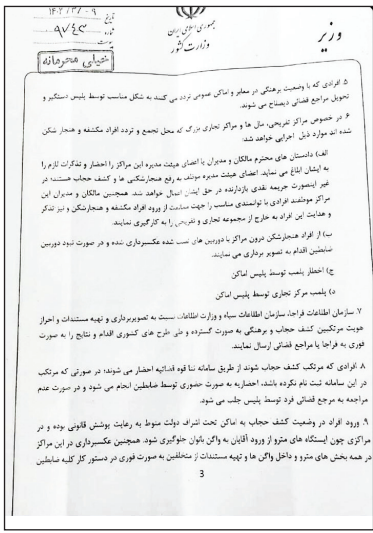 جمهوری اسلامی ایران
وزارت کشور
وزیر
تاریخ ۱۴۰۲/۳/۰۹
۹۷۴۳
خیلی محرمانه
۵ افرادی که با وضعیت برهنگی در معابر و اماکن عمومی تردد می کنند به شکل مناسب توسط پلیس دستگیر و
تحویل مراجع قضائی ذیصلاح می شوند.
۶ در خصوص مراکز تفریحی، مال ها و مراکز تجاری بزرگ که محل تجمع و تردد افراد مکشفه و هنجار شکن
شده اند موارد ذیل اجرایی خواهد شد:
الف) دادستان های محترم مالکان و مدیران یا اعضای هیئت مدیره این مراکز را احضار و تذکرات لازم را
به ایشان ابلاغ می نماید. اعضای هیئت مدیره موظف به رفع هنجارشکنی ها و کشف حجاب هستند؛ در
غیر اینصورت جریمه نقدی بازدارنده در حق ایشان اعمال خواهد شد. همچنین مالکان و مدیران این
مراکز موظفند افرادی با توانمندی مناسب را جهت ممانعت از ورود افراد مکشفه و هنجارشکن و نیز تذکر
و هدایت این افراد به خارج از مجموعه تجاری و تفریحی را به کارگیری نمایند.
ب) از افراد هنجارشکن درون مراکز با دوربین های نصب شده عکسبرداری شده و در صورت نبود دوربین
ضابطین اقدام به تصویر برداری می نمایند.
ج) اخطار پلمب توسط پلیس اماکن
د) پلمب مرکز تجاری توسط پلیس اماکن
۷. سازمان اطلاعات فراجا، سازمان اطلاعات سپاه و وزارت اطلاعات نسبت به تصویربرداری و تهیه مستندات و احراز
هویت مرتکبین کشف حجاب و برهنگی به صورت گسترده و طی طرح های کشوری اقدام و نتایج را به صورت
فوری به فراجا یا مراجع قضائی ارسال نمایند.
۸ افرادی که مرتکب کشف حجاب شوند از طریق سامانه ثنا قوه قضائیه احضار می شوند؛ در صورتی که مرتکب
در این سامانه ثبت نام نکرده باشد، احضاریه به صورت حضوری توسط ضابطین انجام می شود و در صورت عدم
مراجعه به مرجع قضائی فرد توسط پلیس جلب می شود.
۹. ورود افراد در وضعیت کشف حجاب به اماکن تحت اشراف دولت منوط به رعایت پوشش قانونی بوده و در
مراکزی چون ایستگاه های مترو از ورود آقایان به واگن بانوان جلوگیری شود. همچنین عکسبرداری در این مراکز
در همه بخش های مترو و داخل واگن ها و تهیه مستندات از متخلفین به صورت فوری در دستور کار کلیه ضابطین
3